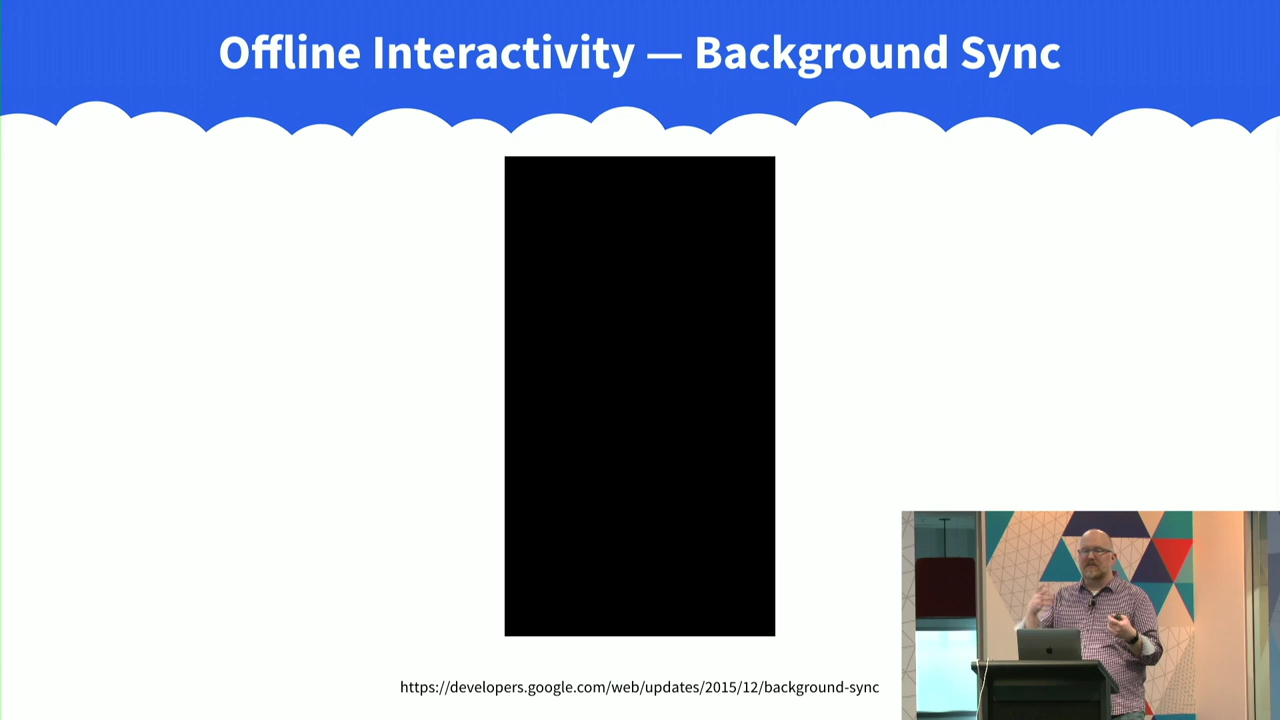 Offline Interactivity — Background Sync
https://developers.google.com/web/updates/2015/12/background-sync